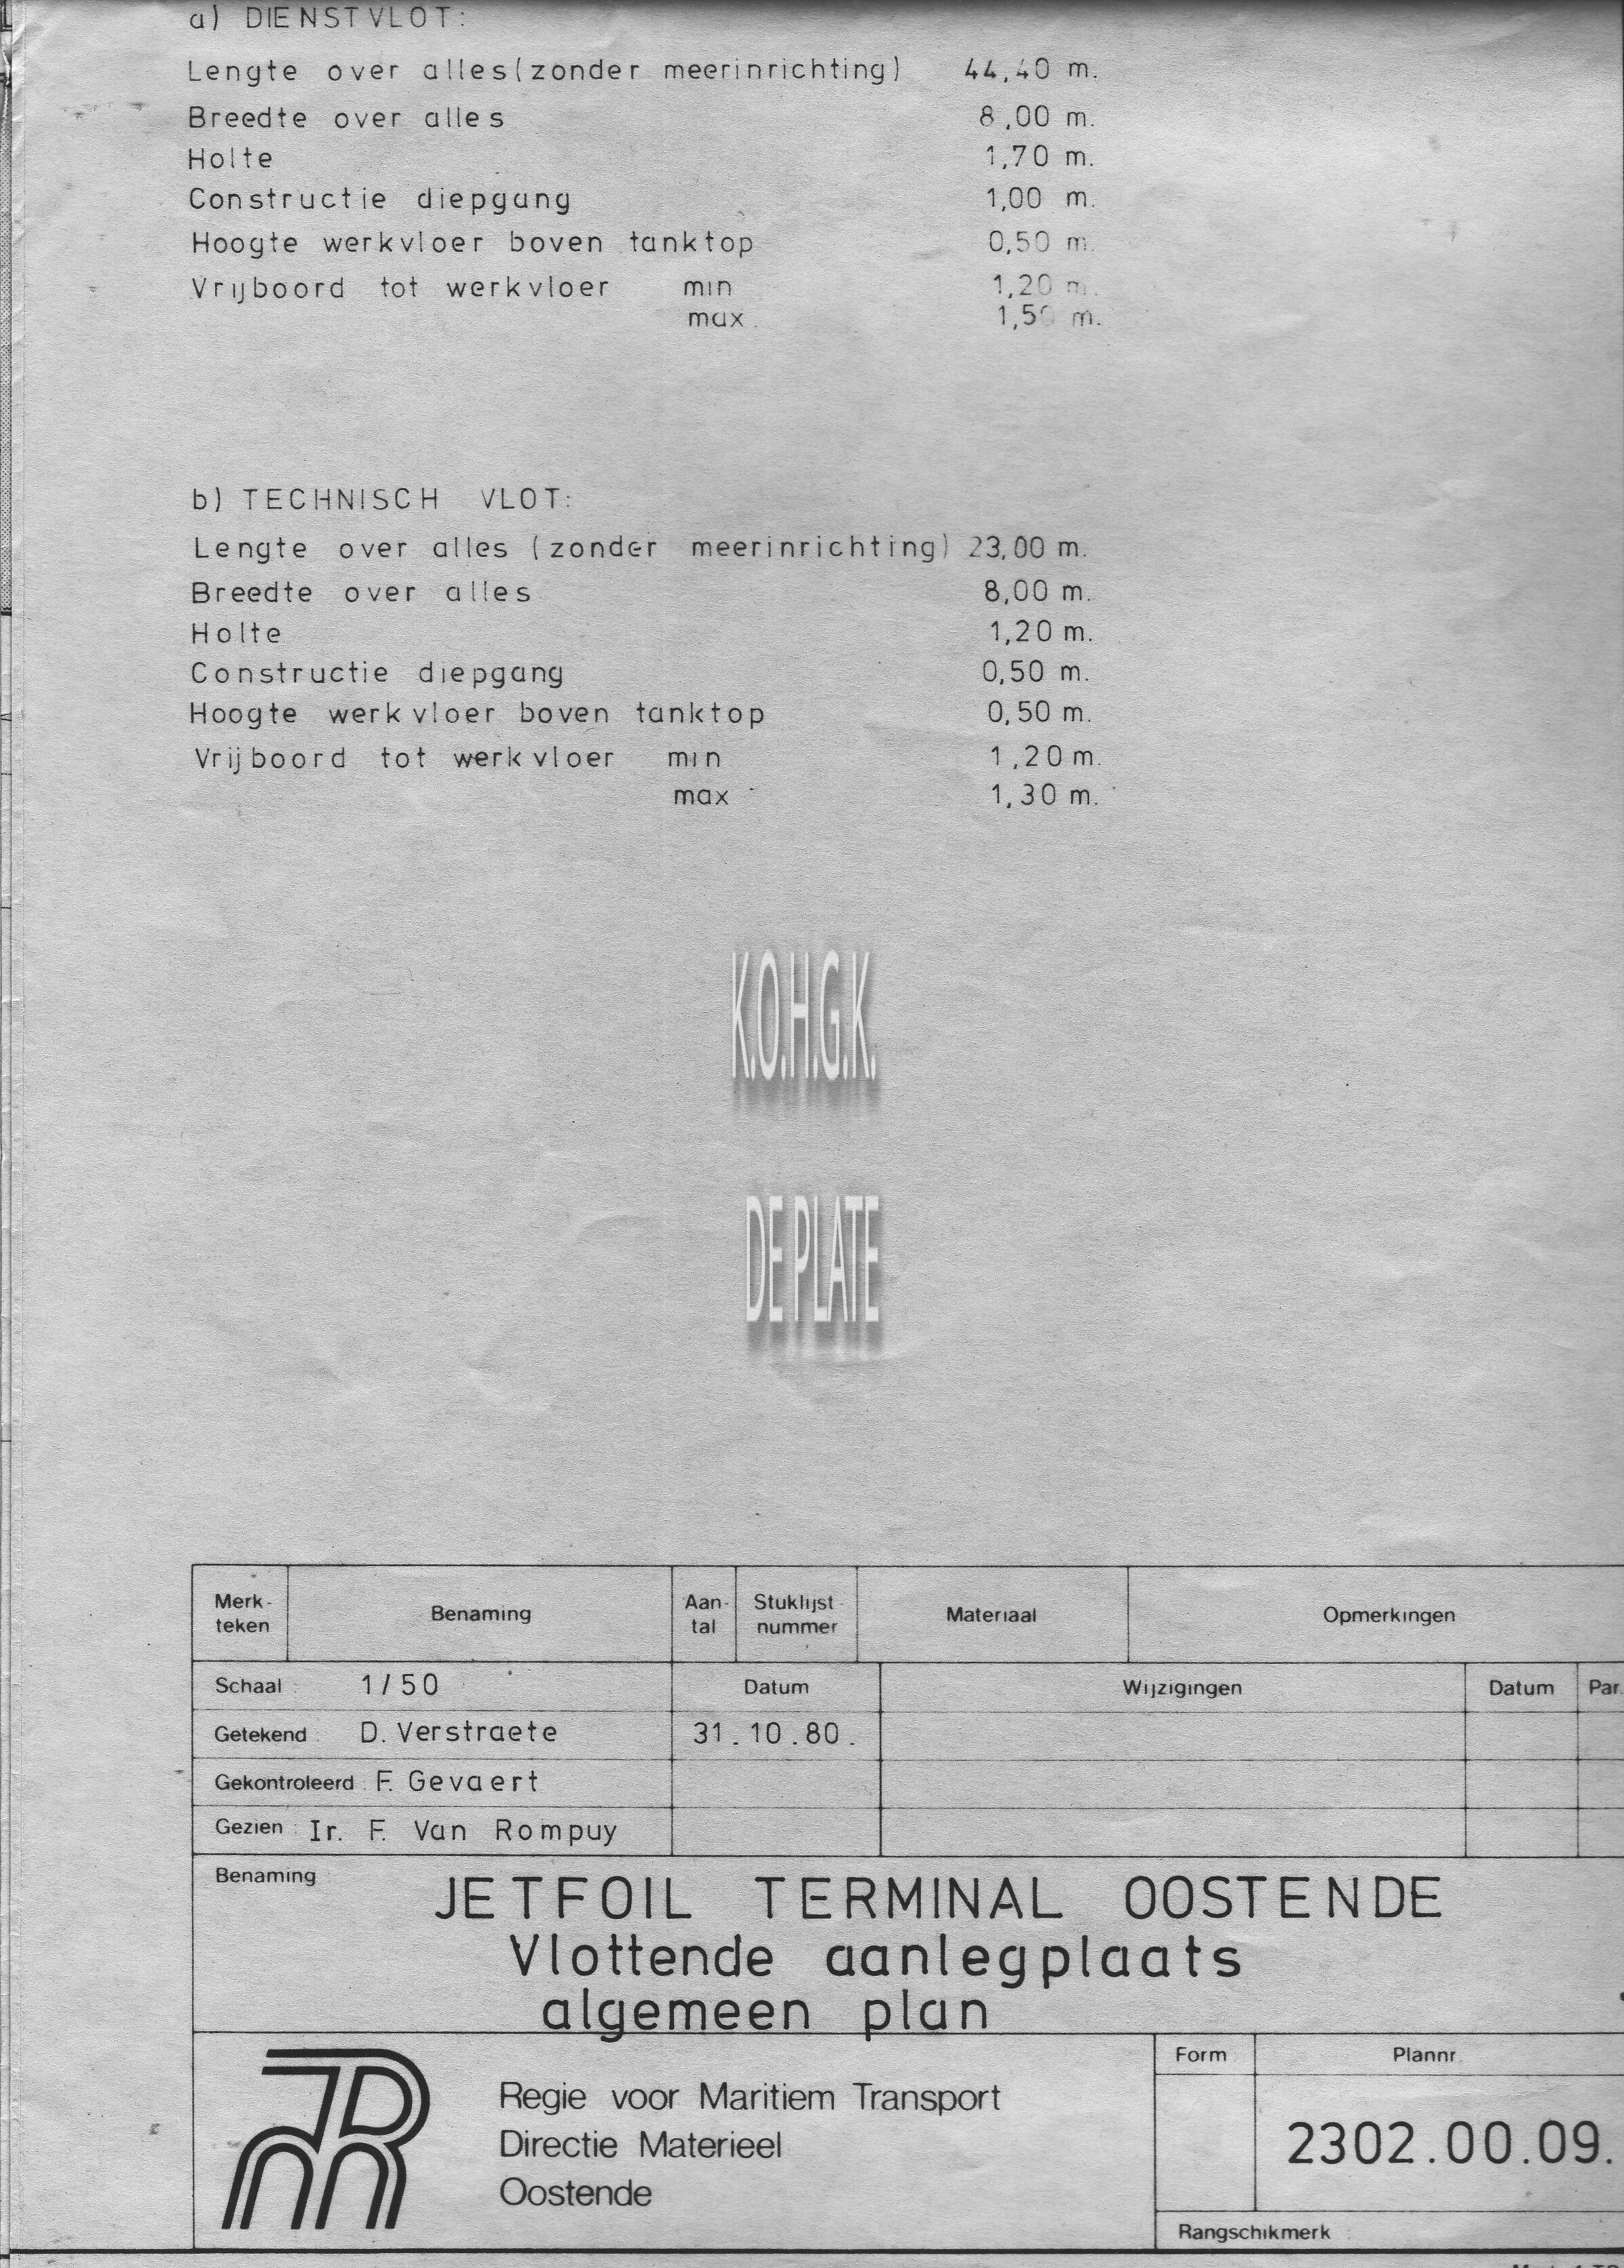 a) DIENSTVLOT:
Lengte over alles (zonder meerinrichting) 44,40 m.
Breedte over alles 8,00 m.
Holte 1,70 m.
Constructie diepgang 1,00 m.
Hoogte werkvloer boven tanktop 0,50 m.
Vrijboord tot werkvloer min 1,20 m.
max. 1,50 m.
b) TECHNISCH VLOT:
Lengte over alles (zonder meerinrichting) 23,00 m.
Breedte over alles 8,00 m.
Holte 1,20 m.
Constructie diepgang 0,50 m.
Hoogte werkvloer boven tanktop 0,50 m.
Vrijboord tot werkvloer min 1,20 m.
max 1,30 m.
K.O.H.G.K.
DE PLATE
Merk-teken Benaming Aan-tal Stuklijst-nummer Materiaal Opmerkingen
Schaal : 1/50 Datum Wijzigingen Datum Par.
Getekend : D. Verstraete 31.10.80.
Gekontroleerd : F. Gevaert
Gezien : Ir. F. Van Rompuy
Benaming
JETFOIL TERMINAL OOSTENDE
Vlottende aanlegplaats
algemeen plan
Form Plannr.
Regie voor Maritiem Transport
Directie Materieel
Oostende
2302.00.09.
Rangschikmerk :